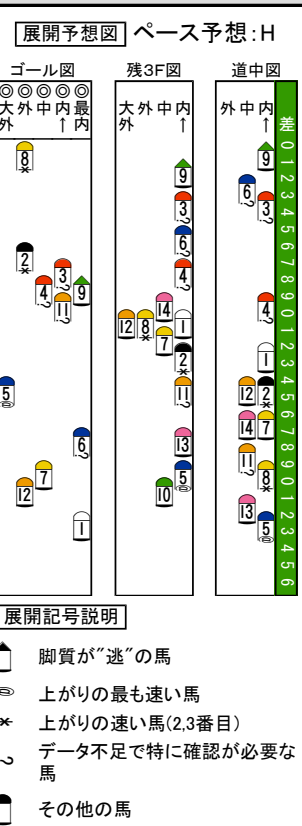 展開予想図 ペース予想:H
ゴール図 残3F図 道中図
◎◎◎◎◎
大外 外 中 内↑ 最内
大外 外 中 内↑
外 中 内↑
差
0 1 2 3 4 5 6 7 8 9 0 1 2 3 4 5 6 7 8 9 0 1 2 3 4 5 6
8 2 3 4 11 9 5 6 7 12 1
9 3 6 4 14 12 8 1 7 2 11 13 5 10
9 6 3 4 1 12 2 14 7 11 8 13 5
展開記号説明
脚質が"逃"の馬
上がりの最も速い馬
上がりの速い馬(2,3番目)
データ不足で特に確認が必要な
馬
その他の馬